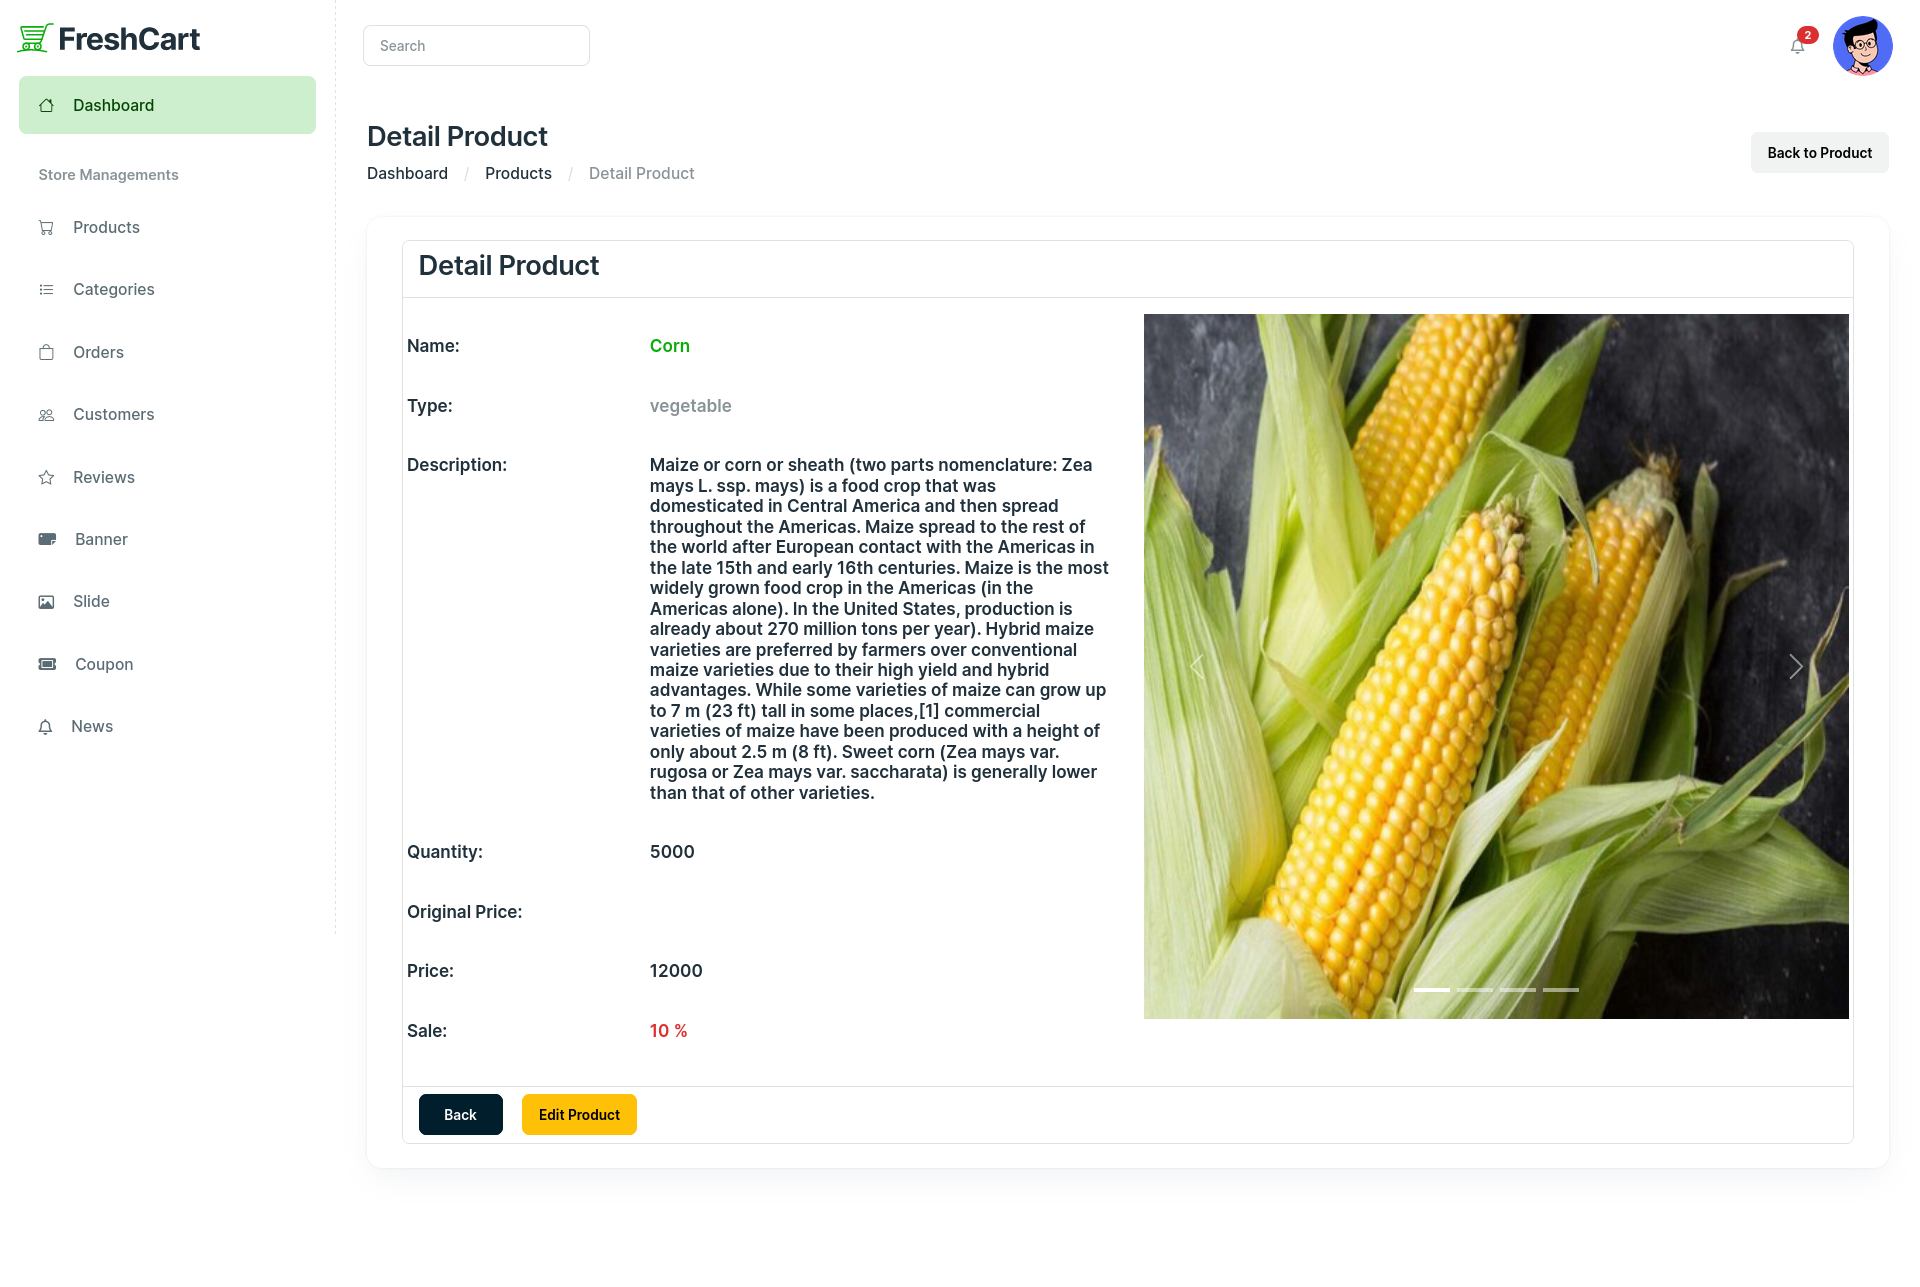 FreshCart
Search
2
Dashboard
Store Managements
Products
Categories
Orders
Customers
Reviews
Banner
Slide
Coupon
News
Detail Product
Dashboard / Products / Detail Product
Back to Product
Detail Product
Name: Corn
Type: vegetable
Description: Maize or corn or sheath (two parts nomenclature: Zea
mays L. ssp. mays) is a food crop that was
domesticated in Central America and then spread
throughout the Americas. Maize spread to the rest of
the world after European contact with the Americas in
the late 15th and early 16th centuries. Maize is the most
widely grown food crop in the Americas (in the
Americas alone). In the United States, production is
already about 270 million tons per year). Hybrid maize
varieties are preferred by farmers over conventional
maize varieties due to their high yield and hybrid
advantages. While some varieties of maize can grow up
to 7 m (23 ft) tall in some places,[1] commercial
varieties of maize have been produced with a height of
only about 2.5 m (8 ft). Sweet corn (Zea mays var.
rugosa or Zea mays var. saccharata) is generally lower
than that of other varieties.
Quantity: 5000
Original Price:
Price: 12000
Sale: 10 %
Back Edit Product